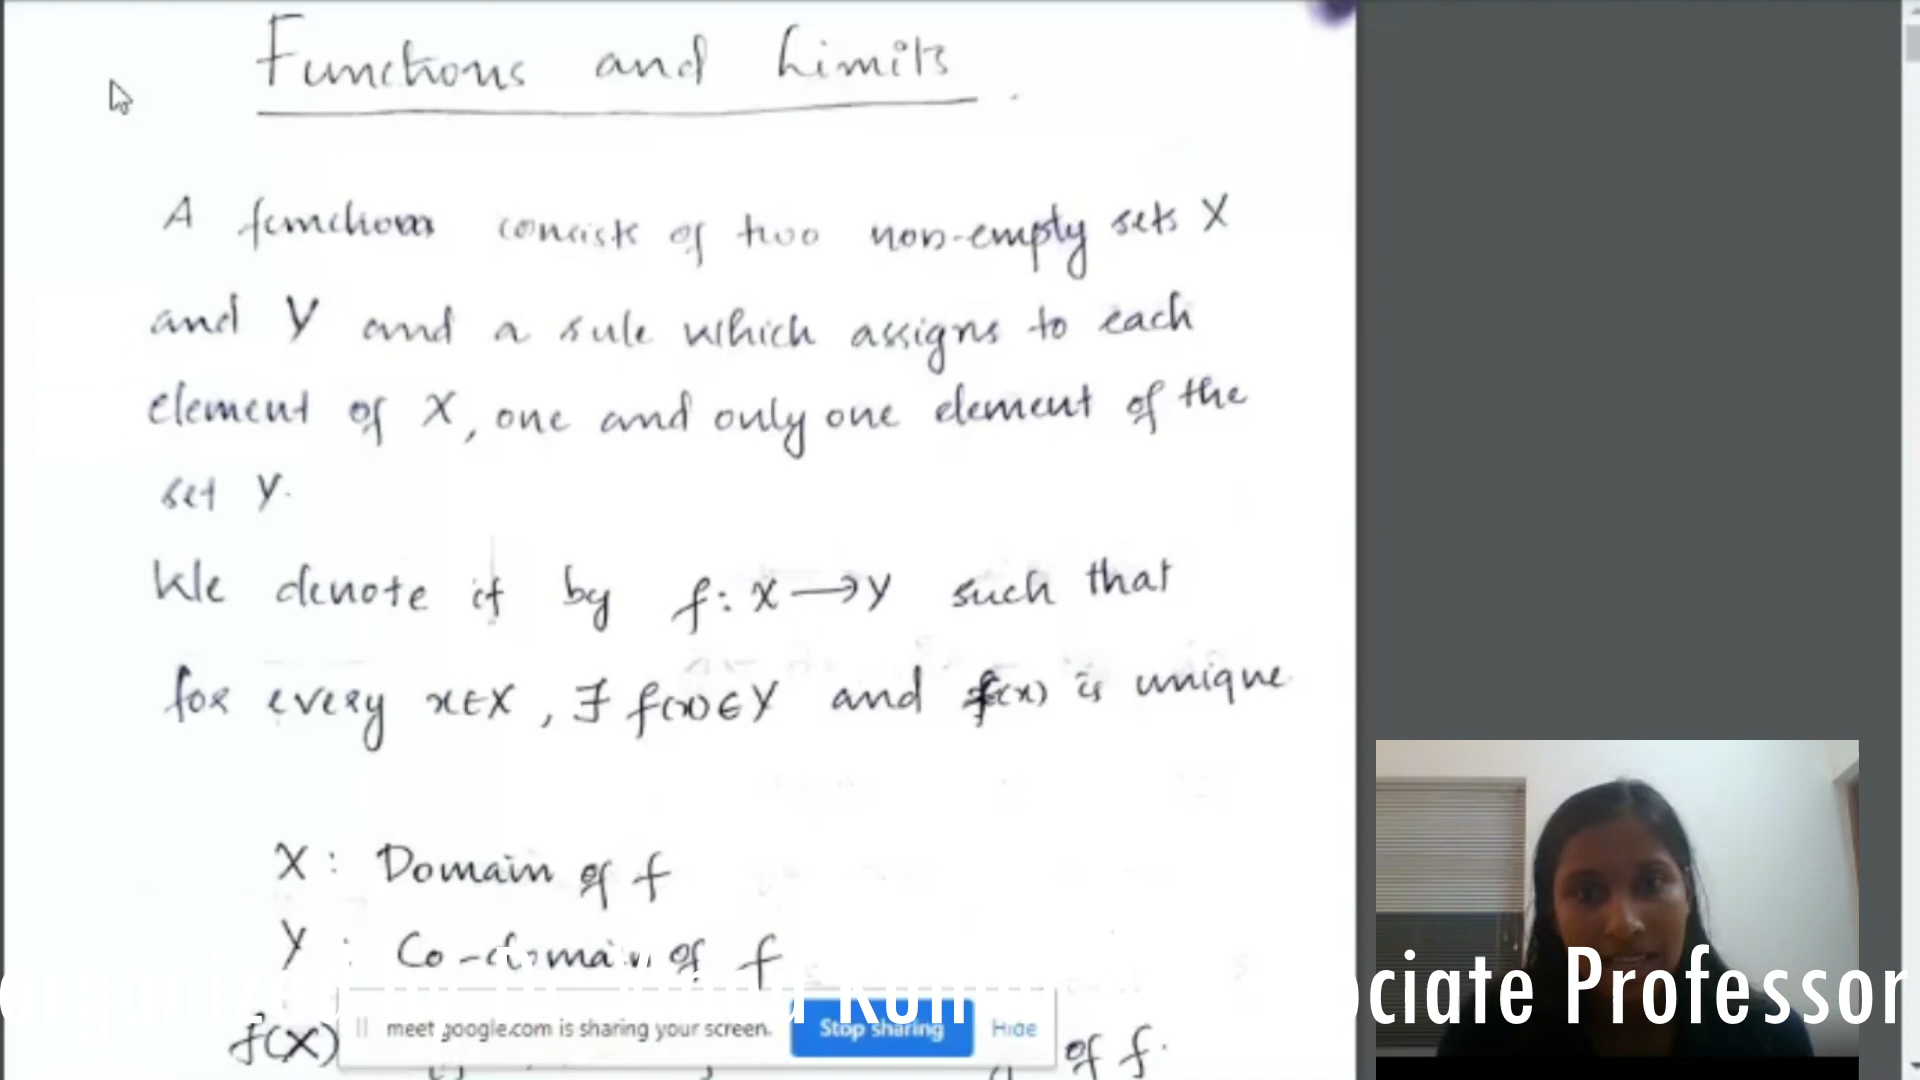 Functions and Limits
A function consists of two non-empty sets X
and Y and a rule which assigns to each
element of X, one and only one element of the
set Y.
We denote it by f: X → Y such that
for every x∈X, ∃ f(x)∈Y and f(x) is unique
X : Domain of f
Y : Co-domain of f
f(X) of f.
meet.google.com is sharing your screen. Stop sharing Hide
ociate Professor